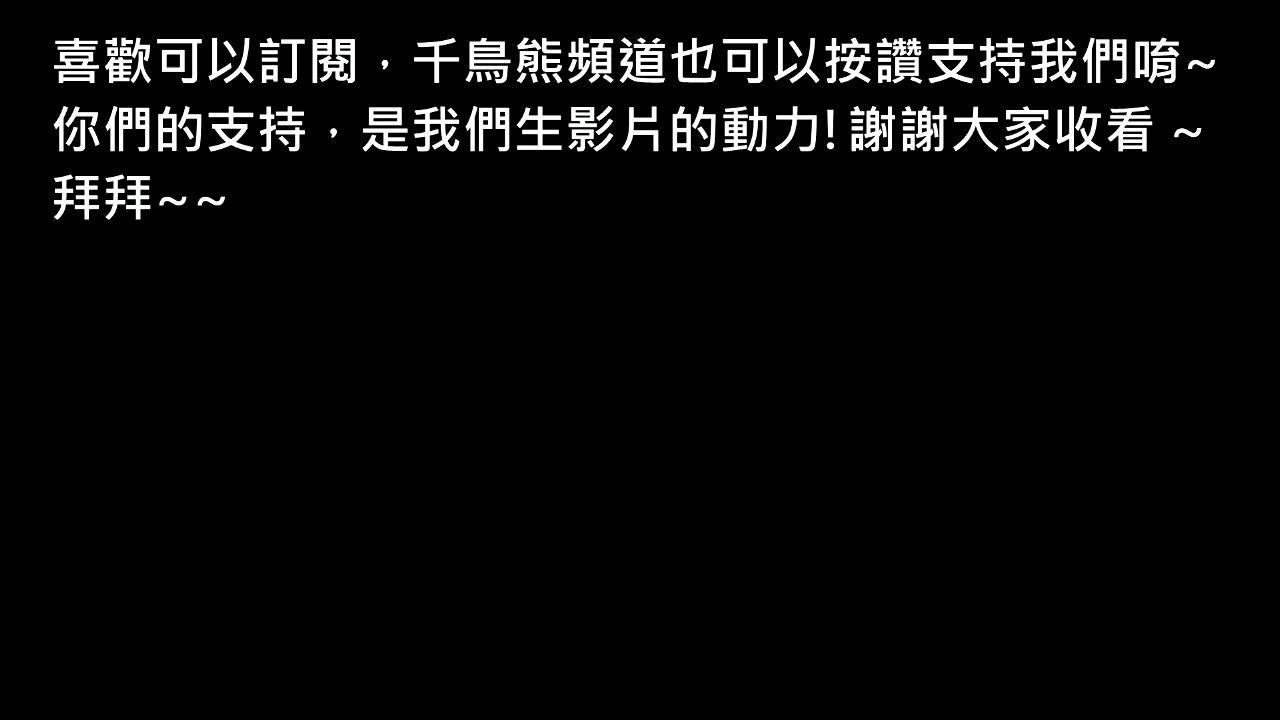 喜歡可以訂閱，千鳥熊頻道也可以按讚支持我們唷~
你們的支持，是我們生影片的動力! 謝謝大家收看 ~
拜拜~~